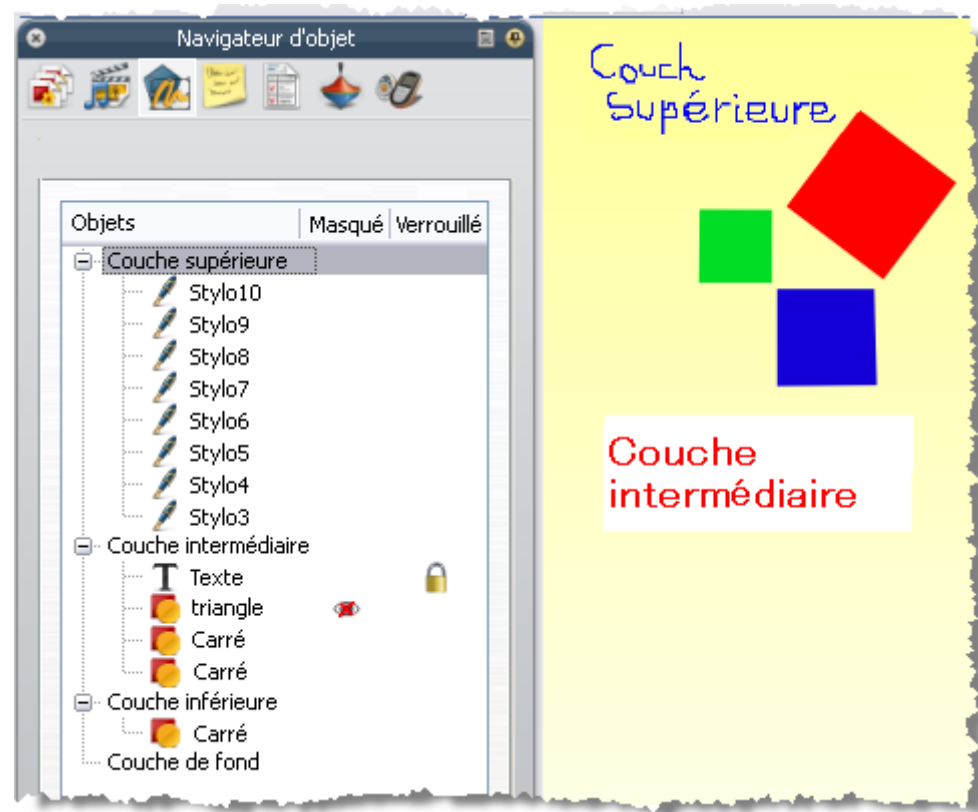 Navigateur d'objet
Objets Masqué Verrouillé
Couche supérieure
Stylo10
Stylo9
Stylo8
Stylo7
Stylo6
Stylo5
Stylo4
Stylo3
Couche intermédiaire
Texte
triangle
Carré
Carré
Couche inférieure
Carré
Couche de fond
Couch
Supérieure
Couche
intermédiaire